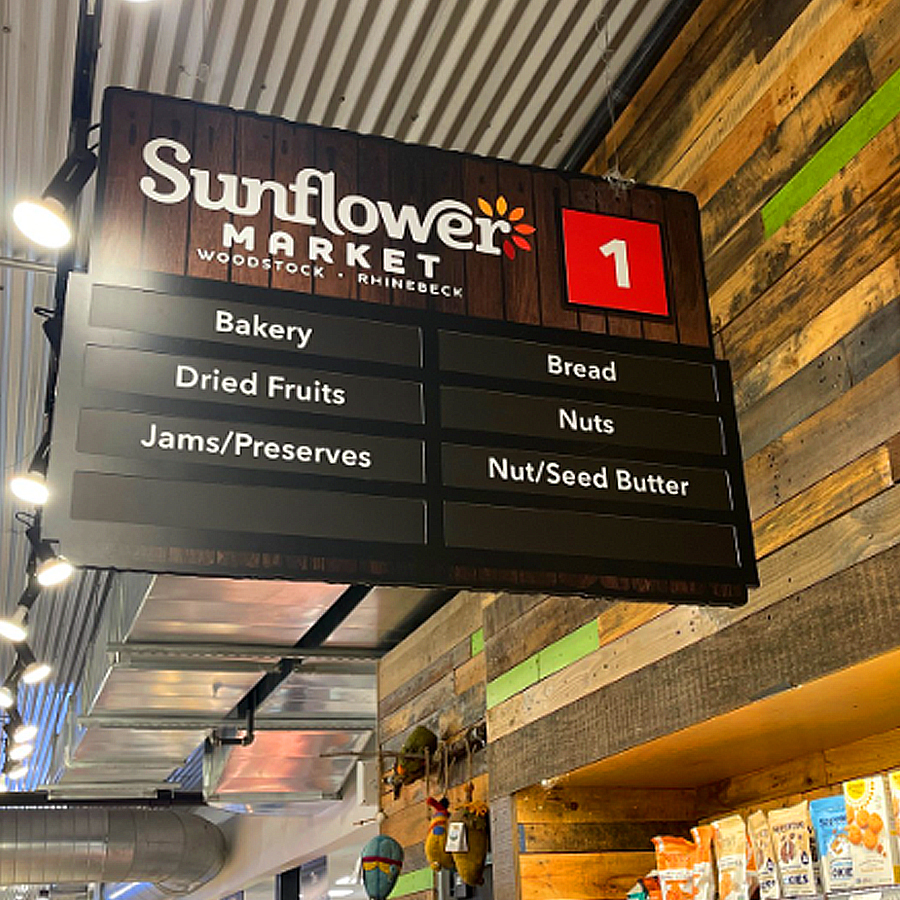 Sunflower
MARKET
WOODSTOCK · RHINEBECK
1
Bakery
Bread
Dried Fruits
Nuts
Jams/Preserves
Nut/Seed Butter